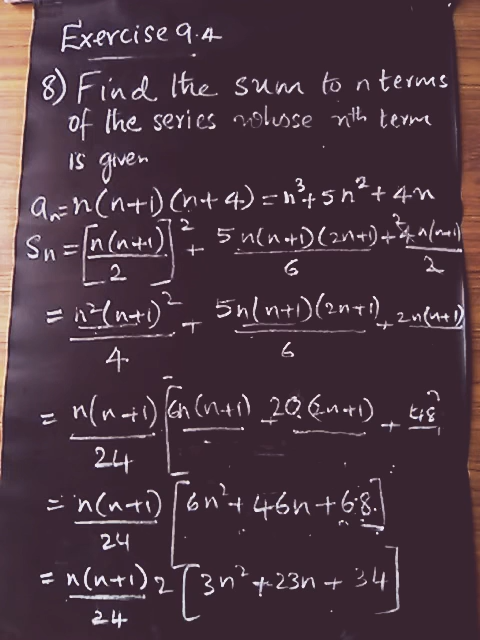 Exercise 9.4
8) Find the sum to n terms
of the series whose nth term
is given
aₙ = n(n+1)(n+4) = n³+5n²+4n
Sₙ = [n(n+1)/2]² + 5n(n+1)(2n+1)/6 + 4n(n+1)/2
= n²(n+1)²/4 + 5n(n+1)(2n+1)/6 + 2n(n+1)
= n(n+1)/24 [6n(n+1) + 20(2n+1) + 48
= n(n+1)/24 [6n²+46n+68]
= n(n+1)/24 2[3n²+23n+34]